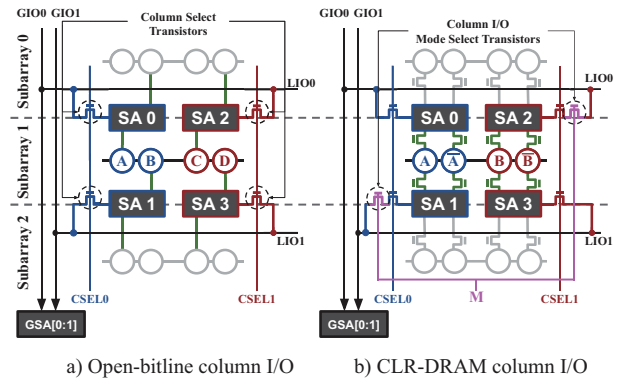 GIO0 GIO1
Column Select
Transistors
Subarray 0
Subarray 1
Subarray 2
LIO0
SA 0
SA 2
A
B
C
D
SA 1
SA 3
LIO1
CSEL0
CSEL1
GSA[0:1]
a) Open-bitline column I/O
GIO0 GIO1
Column I/O
Mode Select Transistors
LIO0
SA 0
SA 2
A
A̅
B
B̅
SA 1
SA 3
LIO1
CSEL0
M
CSEL1
GSA[0:1]
b) CLR-DRAM column I/O